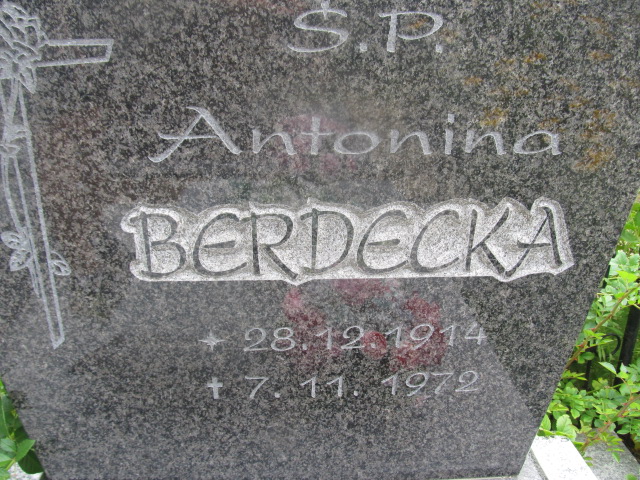 Ś.P.
Antonina
BERDECKA
28.12.1914
7.11.1972